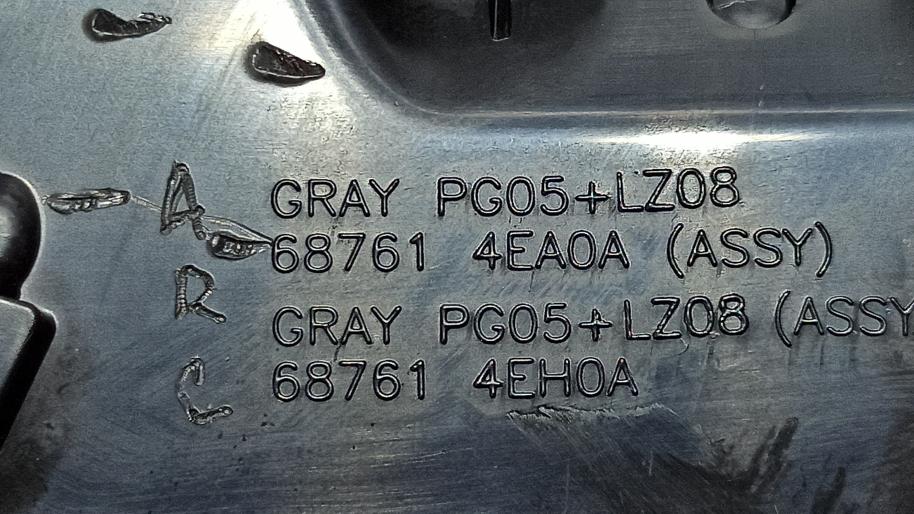 A GRAY PG05+LZ08
68761 4EA0A (ASSY)
R
GRAY PG05+LZ08 (ASSY
68761 4EH0A
C